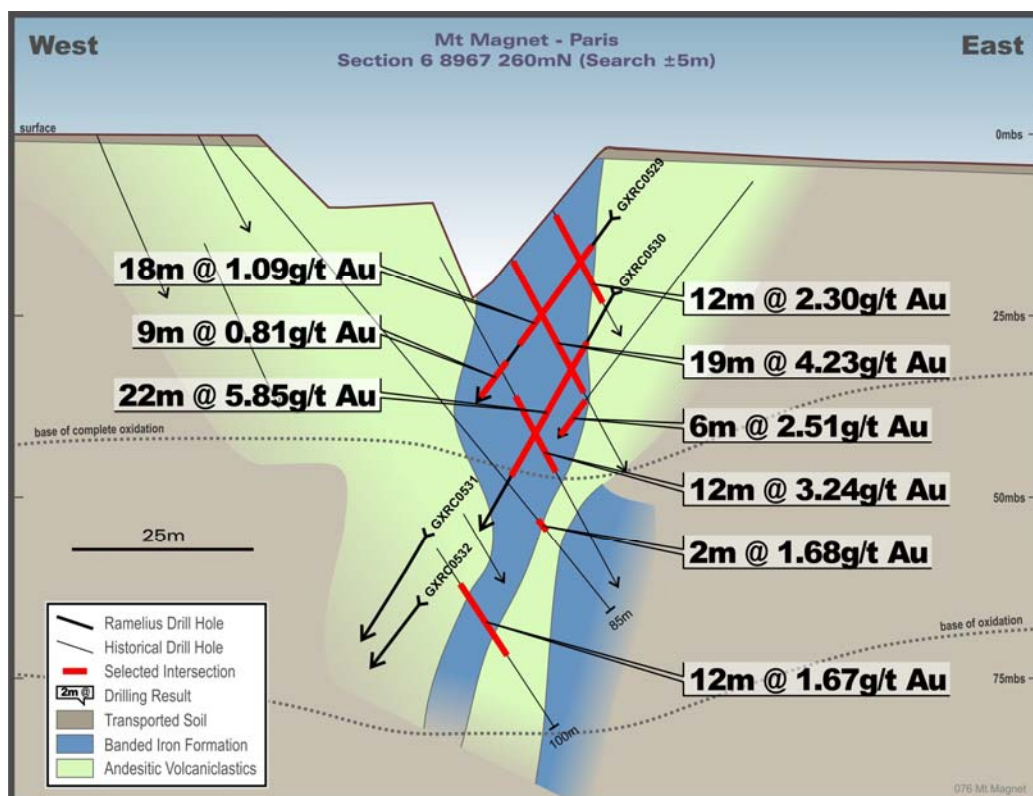 West
Mt Magnet - Paris
Section 6 8967 260mN (Search ±5m)
East
surface
0mbs
GXRC0529
GXRC0530
18m @ 1.09g/t Au
12m @ 2.30g/t Au
25mbs
9m @ 0.81g/t Au
19m @ 4.23g/t Au
22m @ 5.85g/t Au
6m @ 2.51g/t Au
base of complete oxidation
12m @ 3.24g/t Au
50mbs
GXRC0531
25m
2m @ 1.68g/t Au
GXRC0532
85m
base of oxidation
12m @ 1.67g/t Au
75mbs
100m
Ramelius Drill Hole
Historical Drill Hole
Selected Intersection
2m @
Drilling Result
Transported Soil
Banded Iron Formation
Andesitic Volcaniclastics
076 Mt Magnet